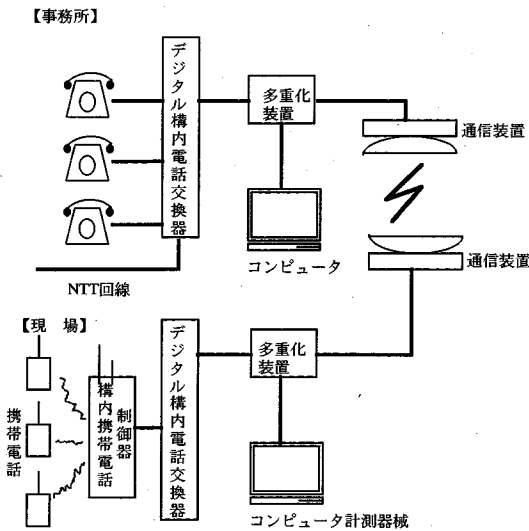 【事務所】
デジタル構内電話交換器
多重化
装置
通信装置
コンピュータ
通信装置
NTT回線
【現　場】
携帯電話
構内携帯電話
制御器
デジタル構内電話交換器
多重化
装置
コンピュータ計測器械